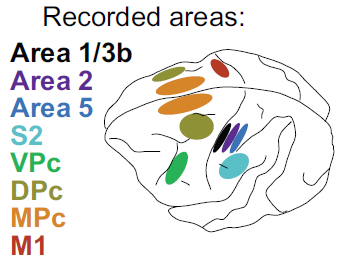 Recorded areas:
Area 1/3b
Area 2
Area 5
S2
VPc
DPc
MPc
M1